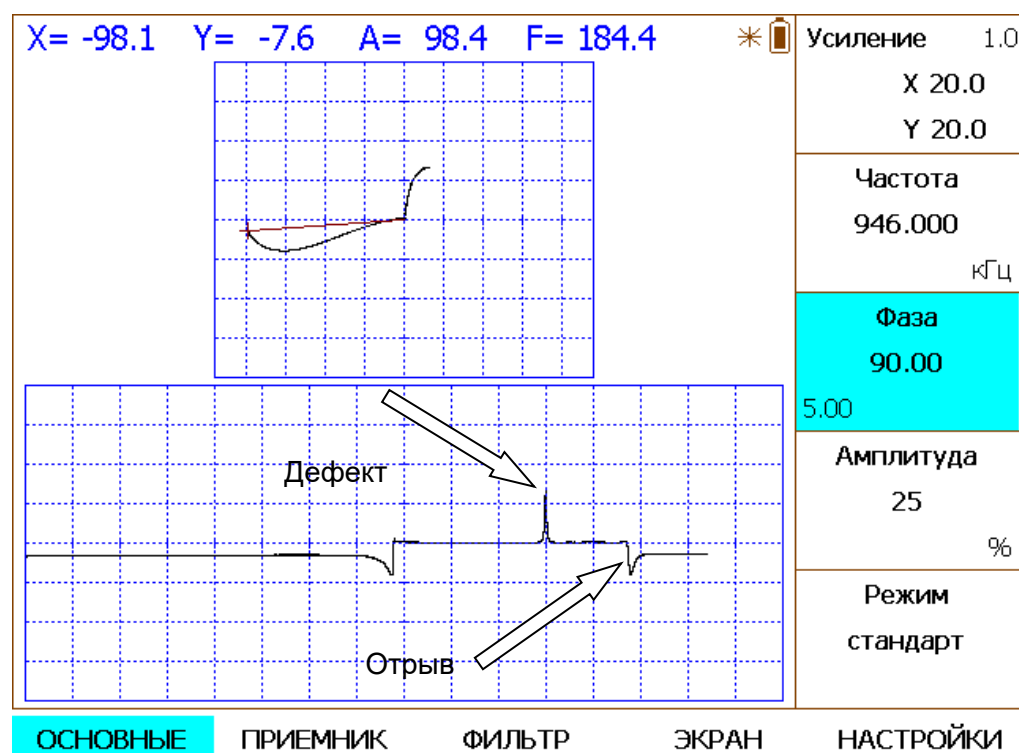 X= -98.1 Y= -7.6 A= 98.4 F= 184.4
Усиление 1.0
X 20.0
Y 20.0
Частота
946.000
кГц
Фаза
90.00
5.00
Амплитуда
25
%
Режим
стандарт
Дефект
Отрыв
ОСНОВНЫЕ ПРИЕМНИК ФИЛЬТР ЭКРАН НАСТРОЙКИ